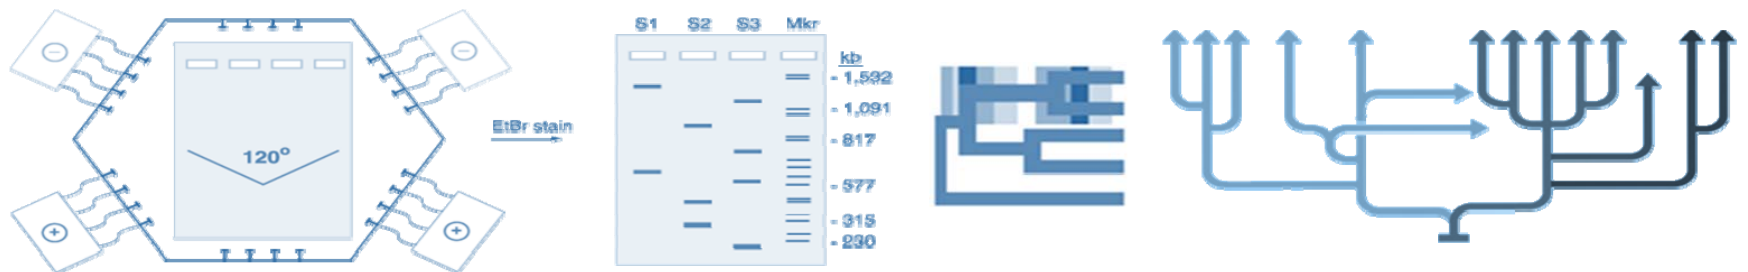 120°
EtBr stain
S1 S2 S3 Mkr
kb
- 1,592
- 1,091
- 817
- 577
- 315
- 230